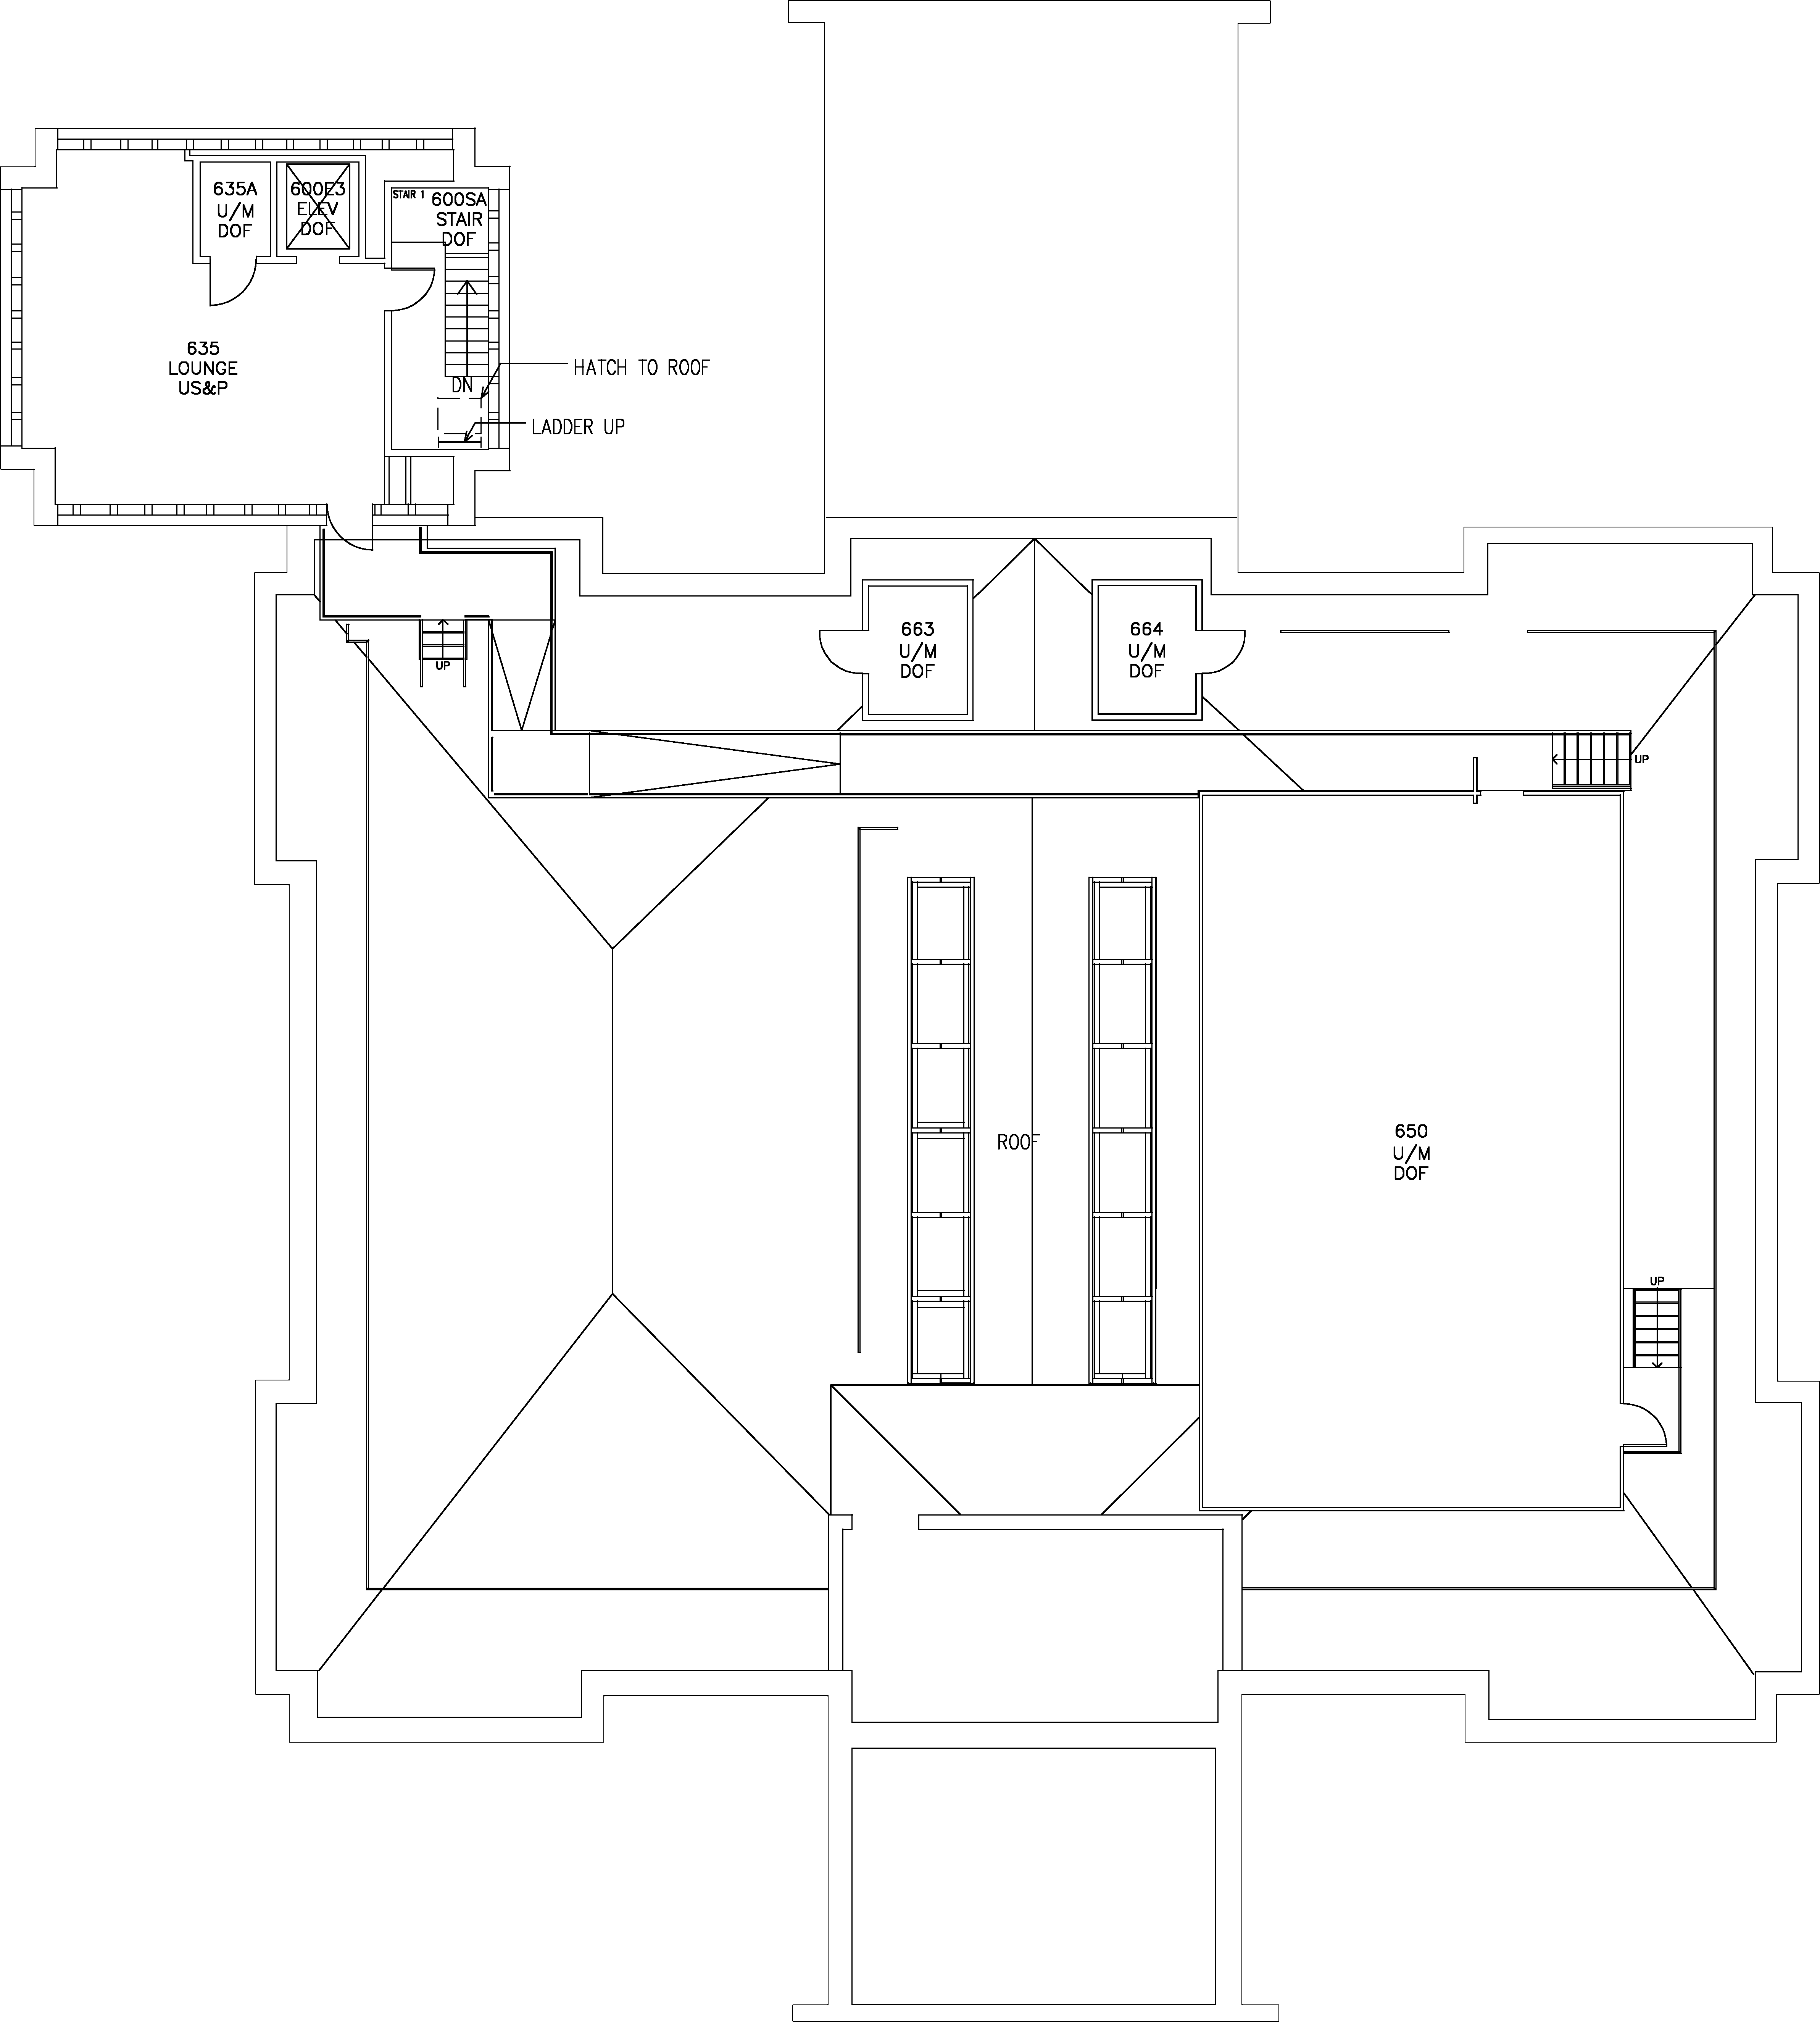 635A
U/M
DOF
600E3
ELEV
DOF
STAIR 1
600SA
STAIR
DOF
635
LOUNGE
US&P
HATCH TO ROOF
DN
LADDER UP
663
U/M
DOF
664
U/M
DOF
UP
UP
ROOF
650
U/M
DOF
UP